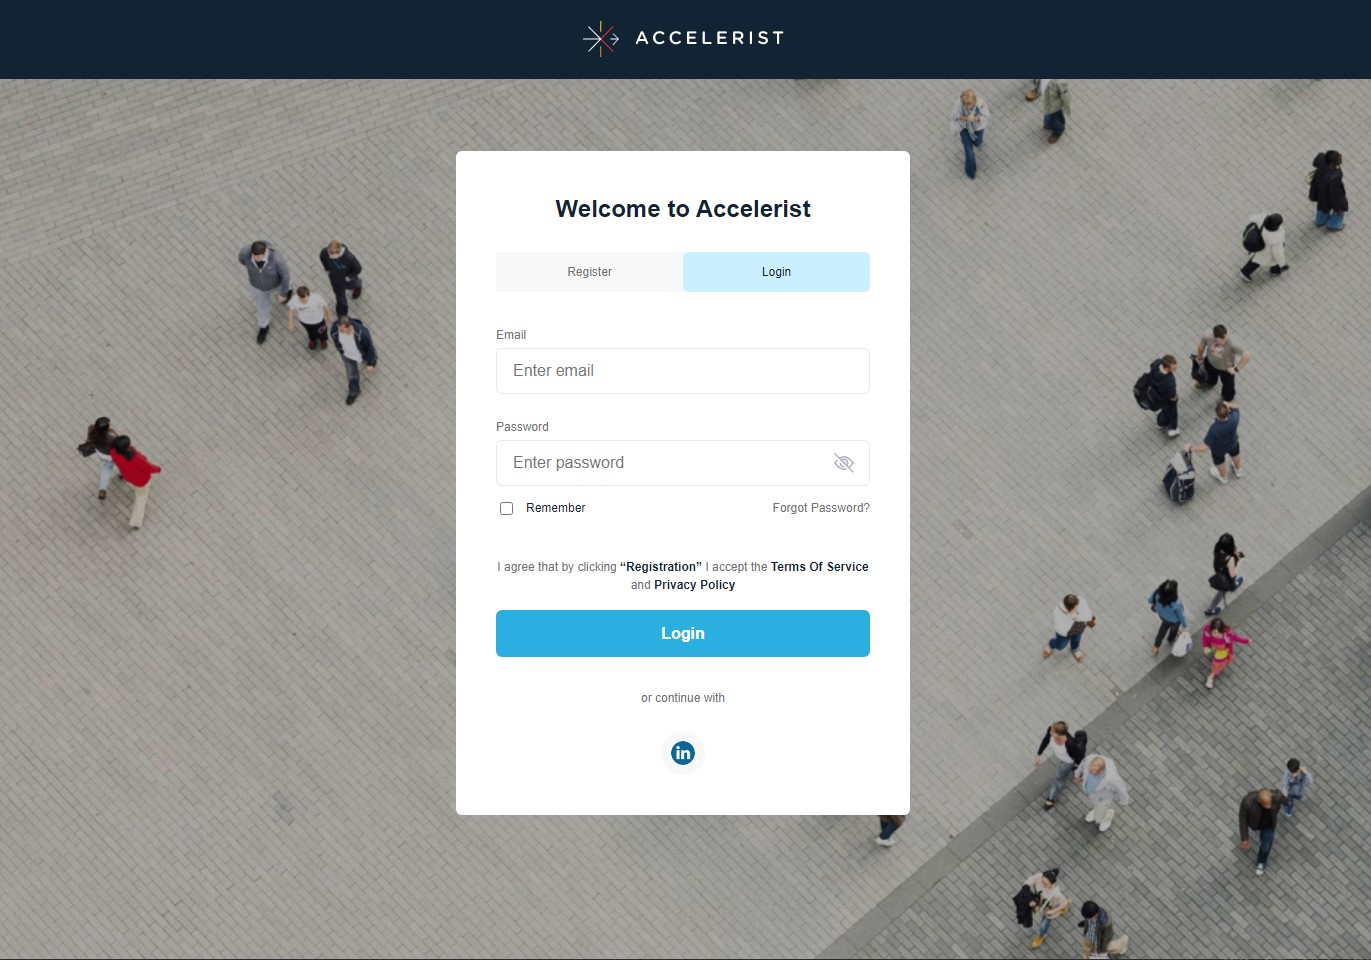 ACCELERIST
Welcome to Accelerist
Register
Login
Email
Enter email
Password
Enter password
Remember
Forgot Password?
I agree that by clicking “Registration” I accept the Terms Of Service
and Privacy Policy
Login
or continue with
in